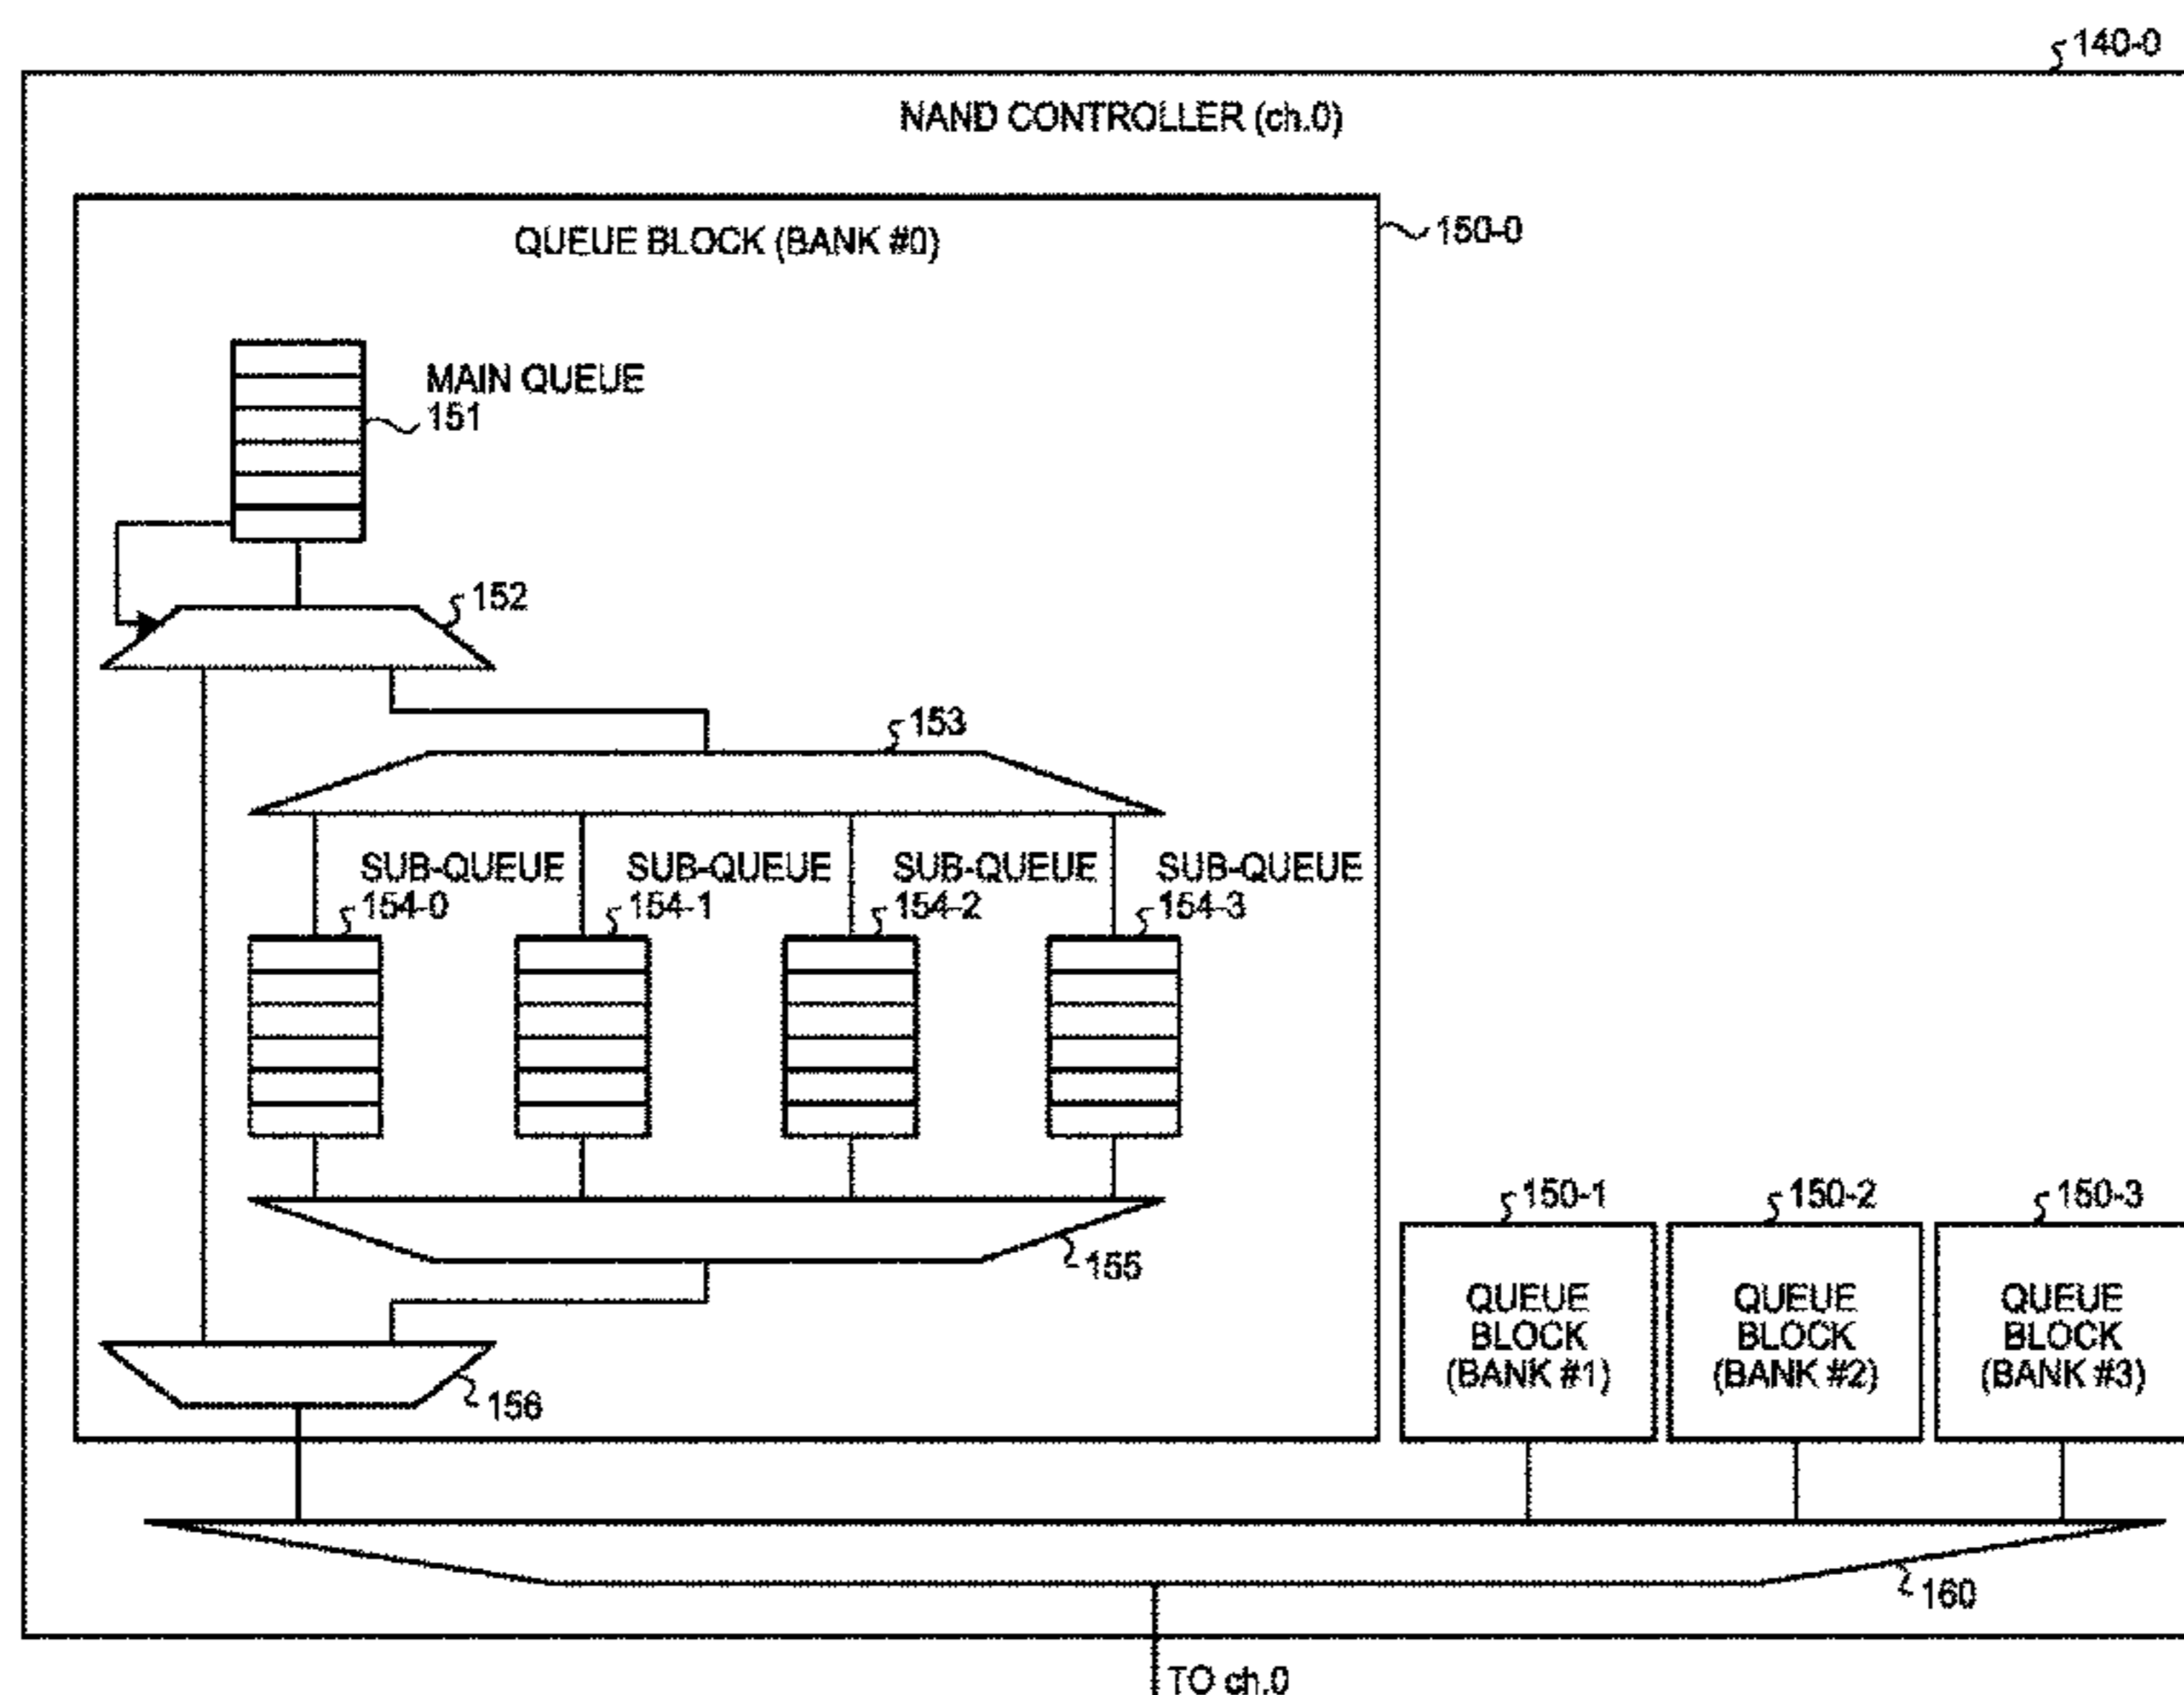 140-0
NAND CONTROLLER (ch.0)
QUEUE BLOCK (BANK #0)
150-0
MAIN QUEUE
151
152
153
SUB-QUEUE
154-0
SUB-QUEUE
154-1
SUB-QUEUE
154-2
SUB-QUEUE
154-3
155
156
150-1
QUEUE
BLOCK
(BANK #1)
150-2
QUEUE
BLOCK
(BANK #2)
150-3
QUEUE
BLOCK
(BANK #3)
160
TO ch.0